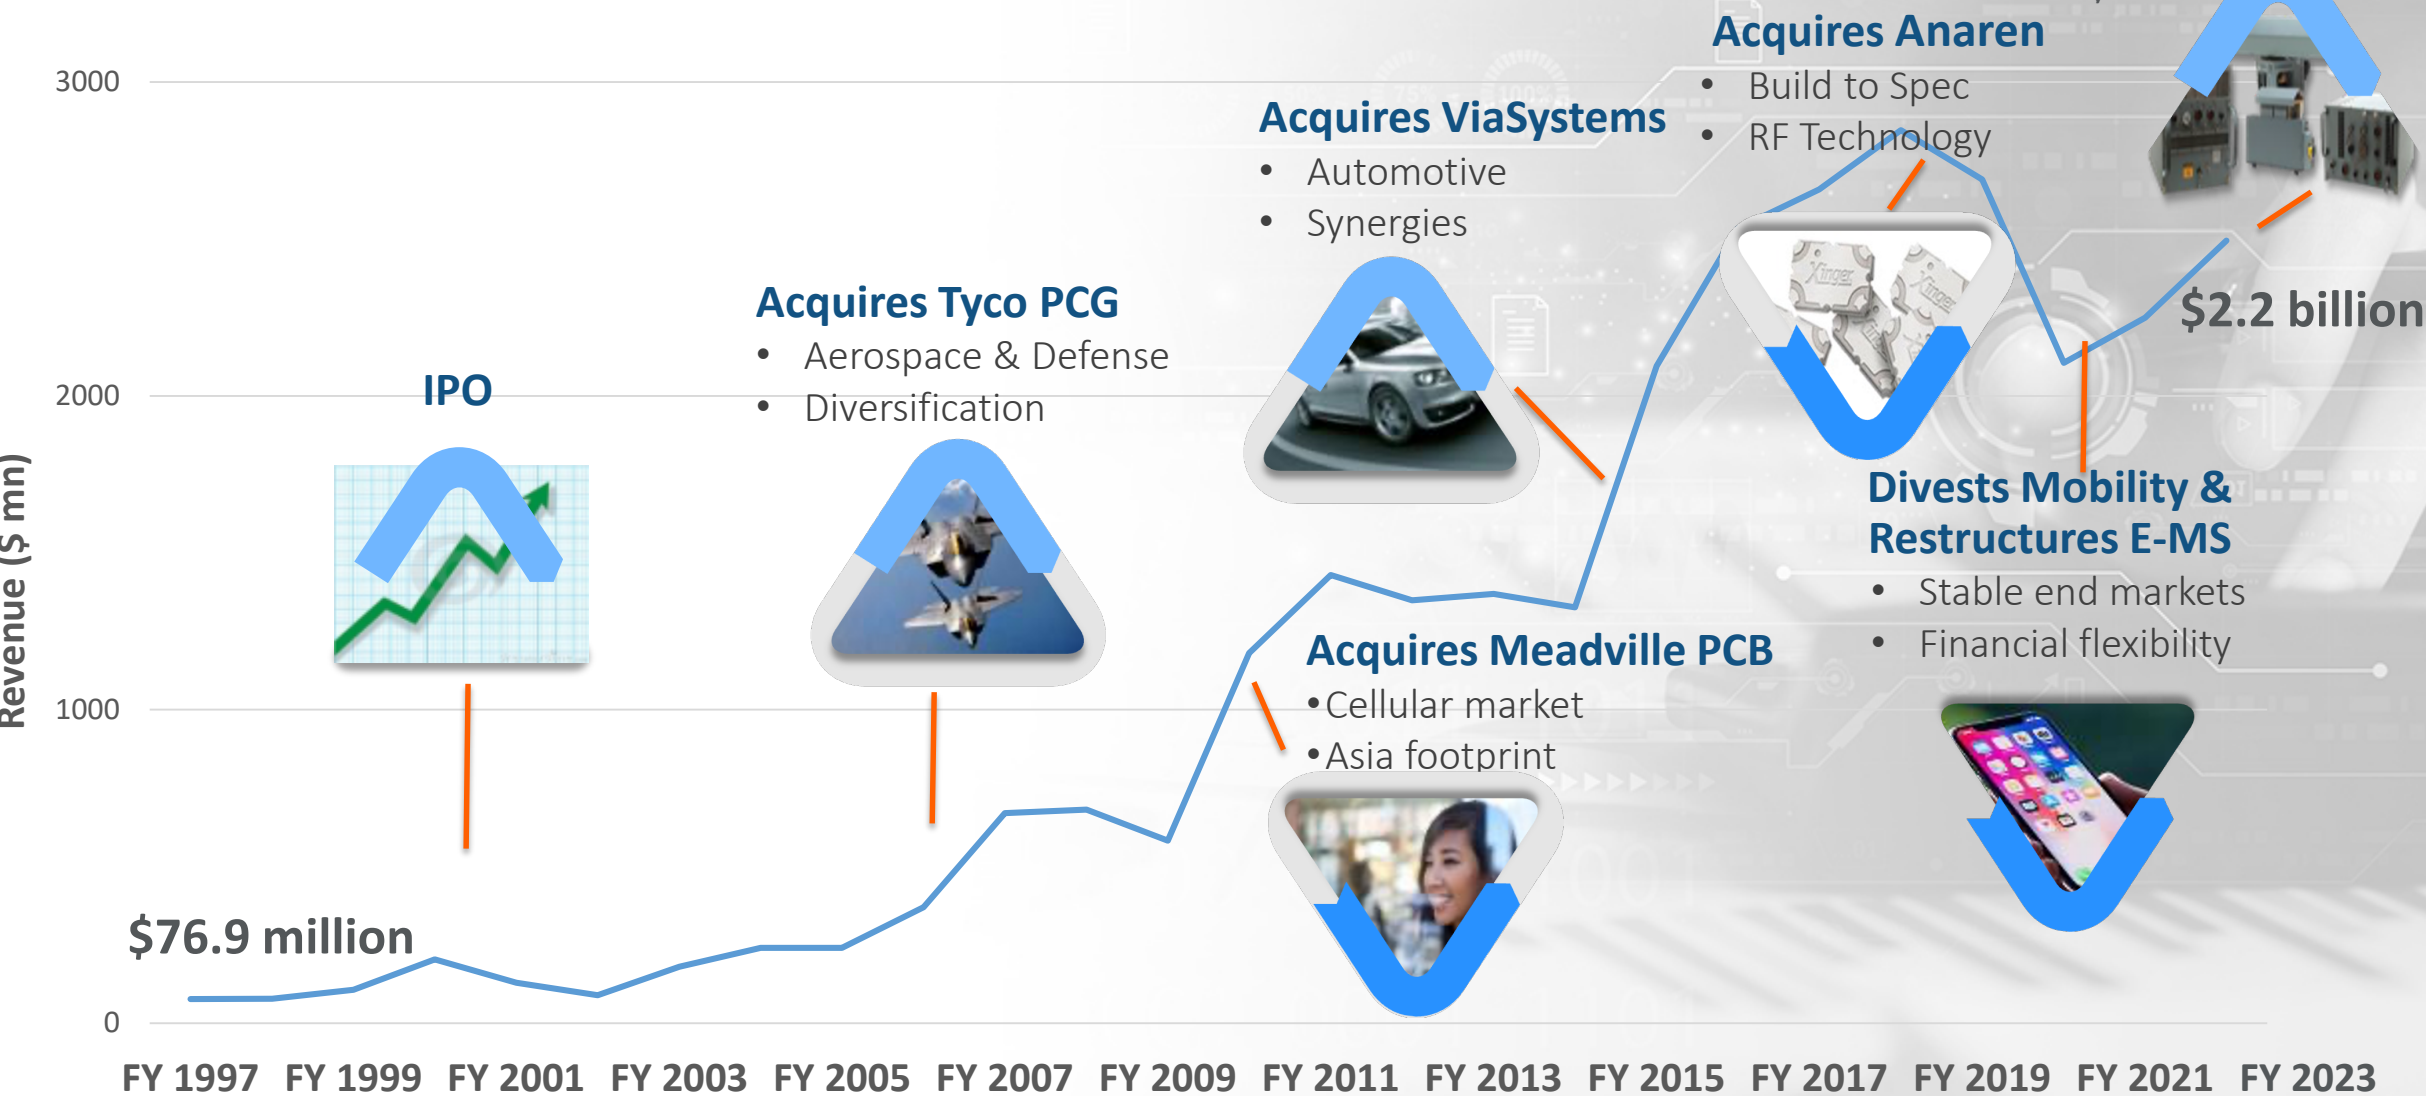 Acquires Anaren
• Build to Spec
• RF Technology
3000
Acquires ViaSystems
• Automotive
• Synergies
Acquires Tyco PCG
• Aerospace & Defense
• Diversification
$2.2 billion
IPO
2000
Divests Mobility &
Restructures E-MS
• Stable end markets
• Financial flexibility
Revenue ($ mn)
Acquires Meadville PCB
•Cellular market
•Asia footprint
1000
$76.9 million
0
FY 1997 FY 1999 FY 2001 FY 2003 FY 2005 FY 2007 FY 2009 FY 2011 FY 2013 FY 2015 FY 2017 FY 2019 FY 2021 FY 2023
Xinger
Xinger